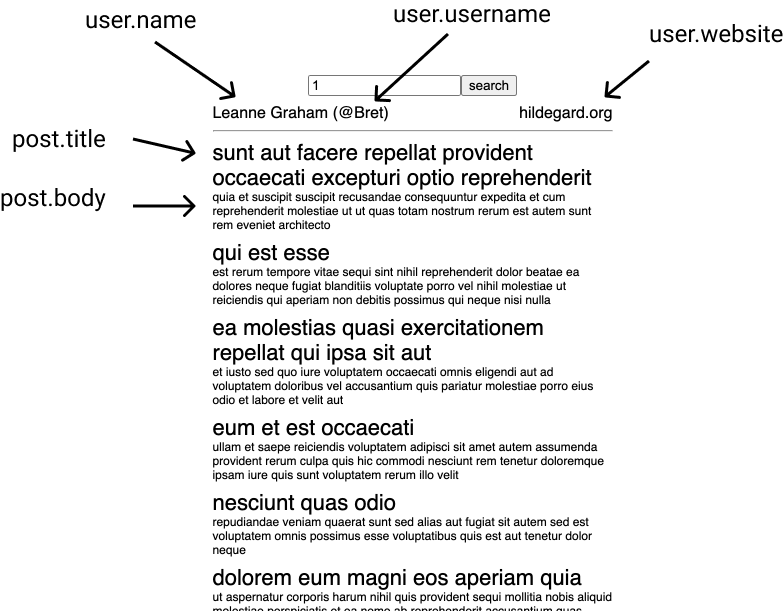 user.name
user.username
user.website
1 search
Leanne Graham (@Bret) hildegard.org
post.title
sunt aut facere repellat provident
occaecati excepturi optio reprehenderit
post.body
quia et suscipit suscipit recusandae consequuntur expedita et cum
reprehenderit molestiae ut ut quas totam nostrum rerum est autem sunt
rem eveniet architecto
qui est esse
est rerum tempore vitae sequi sint nihil reprehenderit dolor beatae ea
dolores neque fugiat blanditiis voluptate porro vel nihil molestiae ut
reiciendis qui aperiam non debitis possimus qui neque nisi nulla
ea molestias quasi exercitationem
repellat qui ipsa sit aut
et iusto sed quo iure voluptatem occaecati omnis eligendi aut ad
voluptatem doloribus vel accusantium quis pariatur molestiae porro eius
odio et labore et velit aut
eum et est occaecati
ullam et saepe reiciendis voluptatem adipisci sit amet autem assumenda
provident rerum culpa quis hic commodi nesciunt rem tenetur doloremque
ipsam iure quis sunt voluptatem rerum illo velit
nesciunt quas odio
repudiandae veniam quaerat sunt sed alias aut fugiat sit autem sed est
voluptatem omnis possimus esse voluptatibus quis est aut tenetur dolor
neque
dolorem eum magni eos aperiam quia
ut aspernatur corporis harum nihil quis provident sequi mollitia nobis aliquid
molestiae perspiciatis et ea nemo ab reprehenderit accusantium quas